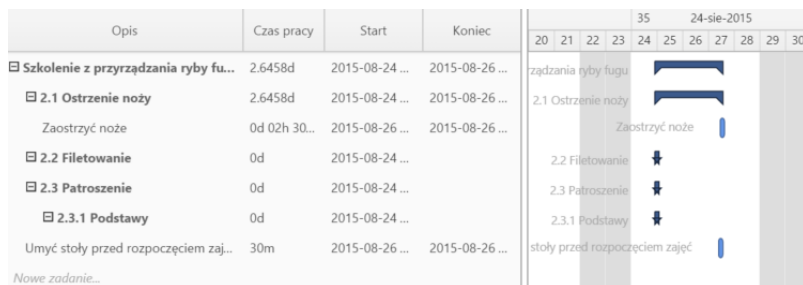 Opis Czas pracy Start Koniec 35 24-sie-2015
20 21 22 23 24 25 26 27 28 29 30
Szkolenie z przyrządzania ryby fu... 2.6458d 2015-08-24 ... 2015-08-26 ... rządzania ryby fugu
2.1 Ostrzenie noży 2.6458d 2015-08-24 ... 2015-08-26 ... 2.1 Ostrzenie noży
Zaostrzyć noże 0d 02h 30... 2015-08-26 ... 2015-08-26 ... Zaostrzyć noże
2.2 Filetowanie 0d 2015-08-24 ... 2.2 Filetowanie
2.3 Patroszenie 0d 2015-08-24 ... 2.3 Patroszenie
2.3.1 Podstawy 0d 2015-08-24 ... 2.3.1 Podstawy
Umyć stoły przed rozpoczęciem zaj... 30m 2015-08-26 ... 2015-08-26 ... stoły przed rozpoczęciem zajęć
Nowe zadanie...